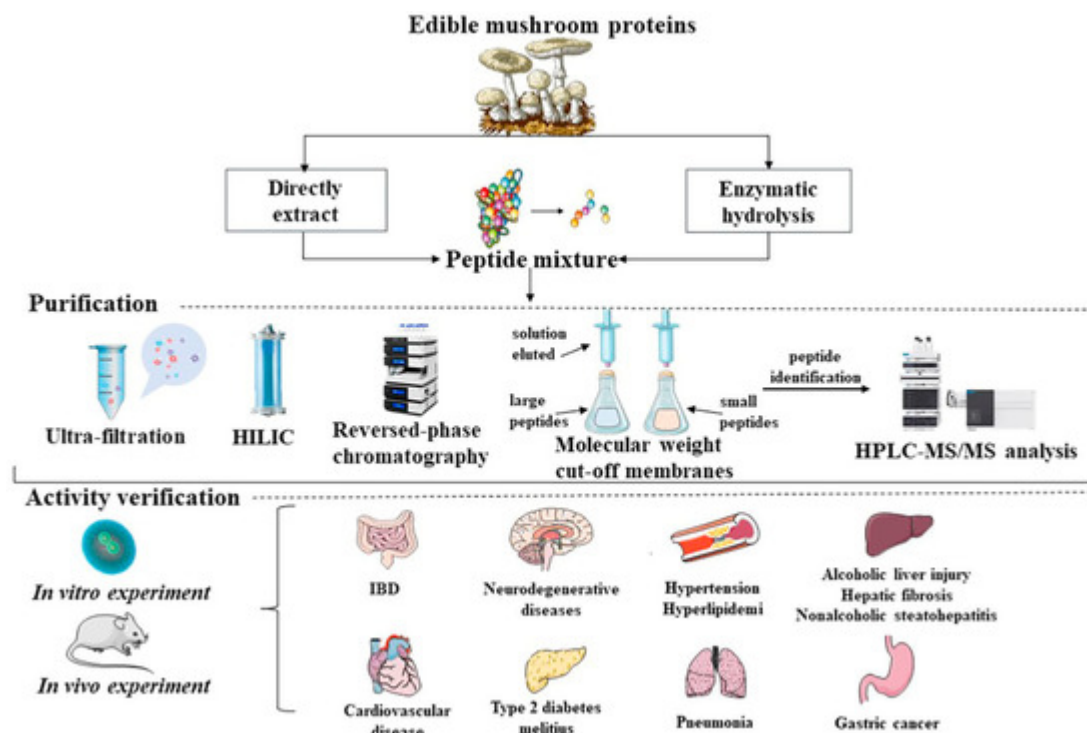 Edible mushroom proteins
Directly
extract
Enzymatic
hydrolysis
Peptide mixture
Purification
solution
eluted
large
peptides
small
peptides
peptide
identification
Ultra-filtration
HILIC
Reversed-phase
chromatography
Molecular weight
cut-off membranes
HPLC-MS/MS analysis
Activity verification
In vitro experiment
In vivo experiment
IBD
Neurodegenerative
diseases
Hypertension
Hyperlipidemi
Alcoholic liver injury
Hepatic fibrosis
Nonalcoholic steatohepatitis
Cardiovascular
disease
Type 2 diabetes
melitius
Pneumonia
Gastric cancer